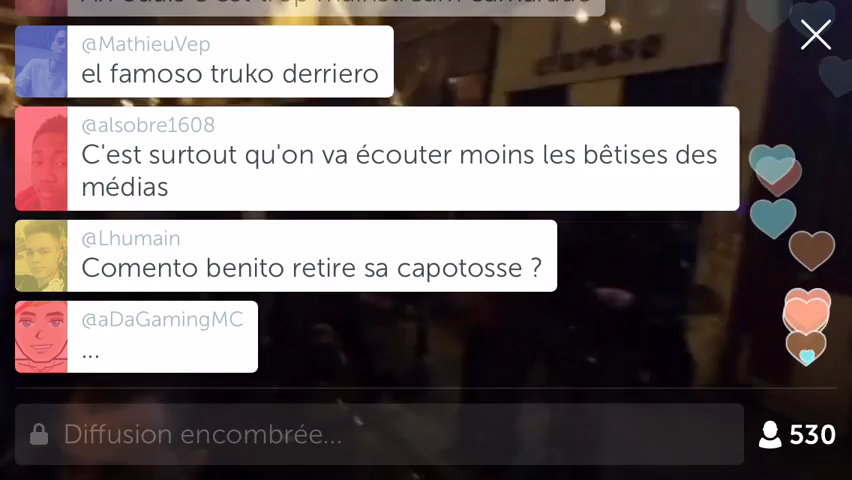 @MathieuVep
el famoso truko derriero
@alsobre1608
C'est surtout qu'on va écouter moins les bêtises des
médias
@Lhumain
Comento benito retire sa capotosse ?
@aDaGamingMC
...
Diffusion encombrée...
530